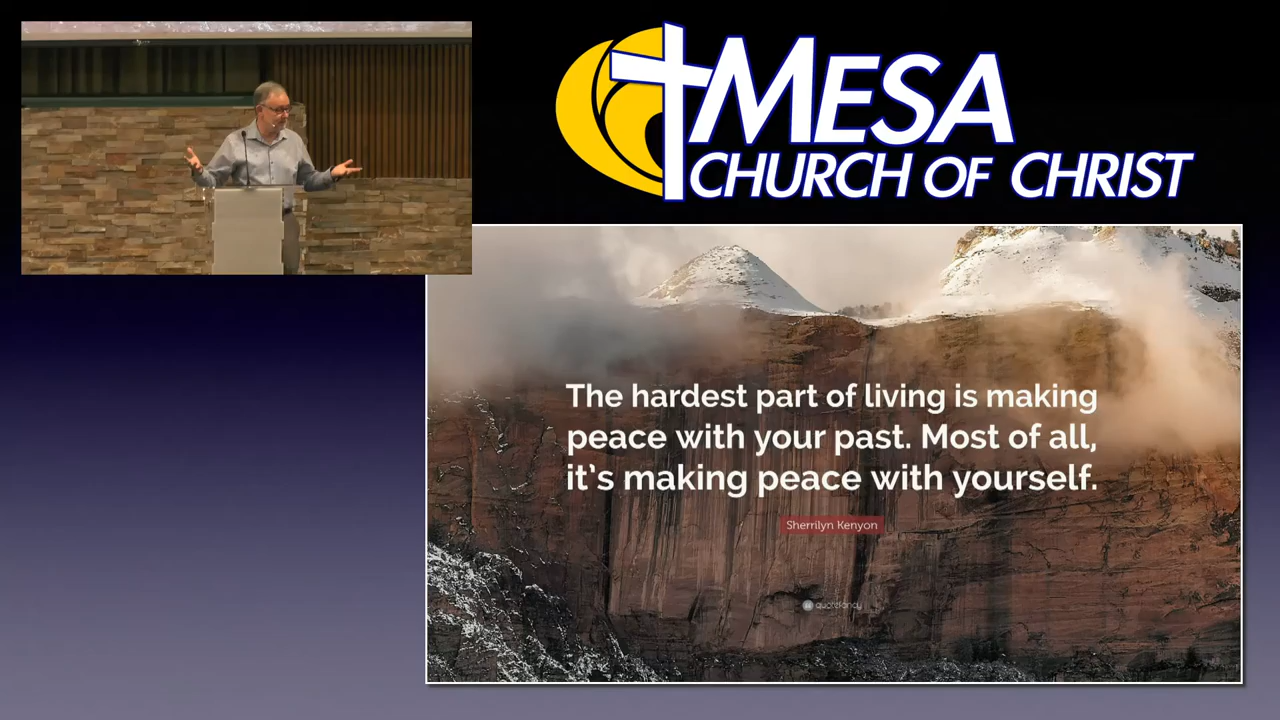 MESA
CHURCH OF CHRIST
The hardest part of living is making
peace with your past. Most of all,
it's making peace with yourself.
Sherrilyn Kenyon
quotefancy